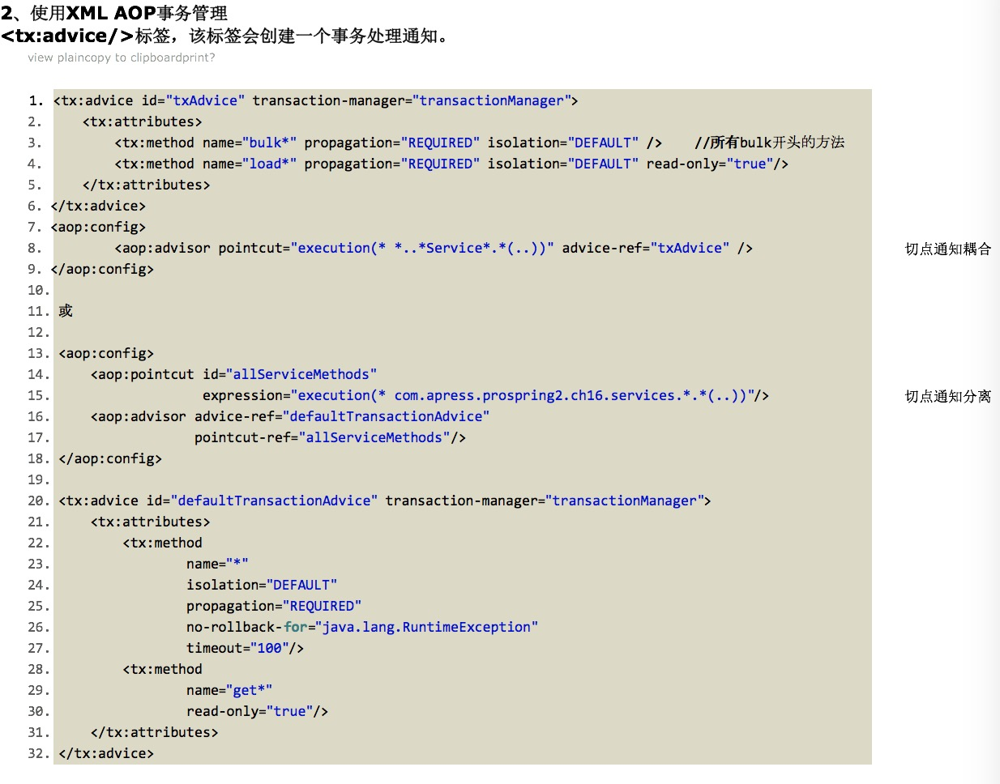 2、使用XML AOP事务管理
<tx:advice/>标签，该标签会创建一个事务处理通知。
view plaincopy to clipboardprint?
1. <tx:advice id="txAdvice" transaction-manager="transactionManager">
2. <tx:attributes>
3. <tx:method name="bulk*" propagation="REQUIRED" isolation="DEFAULT" /> //所有bulk开头的方法
4. <tx:method name="load*" propagation="REQUIRED" isolation="DEFAULT" read-only="true"/>
5. </tx:attributes>
6. </tx:advice>
7. <aop:config>
8. <aop:advisor pointcut="execution(* *..*Service*.*(..))" advice-ref="txAdvice" /> 切点通知耦合
9. </aop:config>
10.
11. 或
12.
13. <aop:config>
14. <aop:pointcut id="allServiceMethods"
15. expression="execution(* com.apress.prospring2.ch16.services.*.*(..))"/> 切点通知分离
16. <aop:advisor advice-ref="defaultTransactionAdvice"
17. pointcut-ref="allServiceMethods"/>
18. </aop:config>
19.
20. <tx:advice id="defaultTransactionAdvice" transaction-manager="transactionManager">
21. <tx:attributes>
22. <tx:method
23. name="*"
24. isolation="DEFAULT"
25. propagation="REQUIRED"
26. no-rollback-for="java.lang.RuntimeException"
27. timeout="100"/>
28. <tx:method
29. name="get*"
30. read-only="true"/>
31. </tx:attributes>
32. </tx:advice>